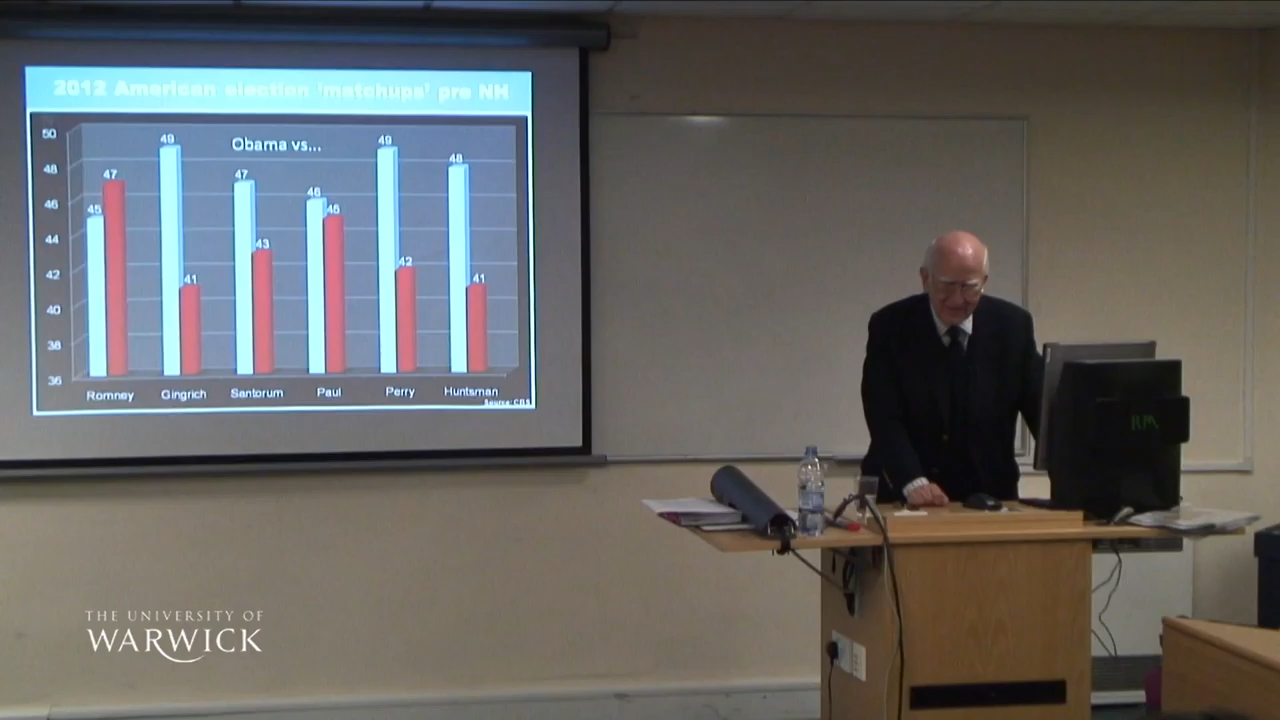 2012 American election 'matchups' pre NH
Obama vs...
50
48
46
44
42
40
38
36
45
47
49
41
47
43
46
45
49
42
48
41
Romney
Gingrich
Santorum
Paul
Perry
Huntsman
Source: CBS
THE UNIVERSITY OF
WARWICK
RM